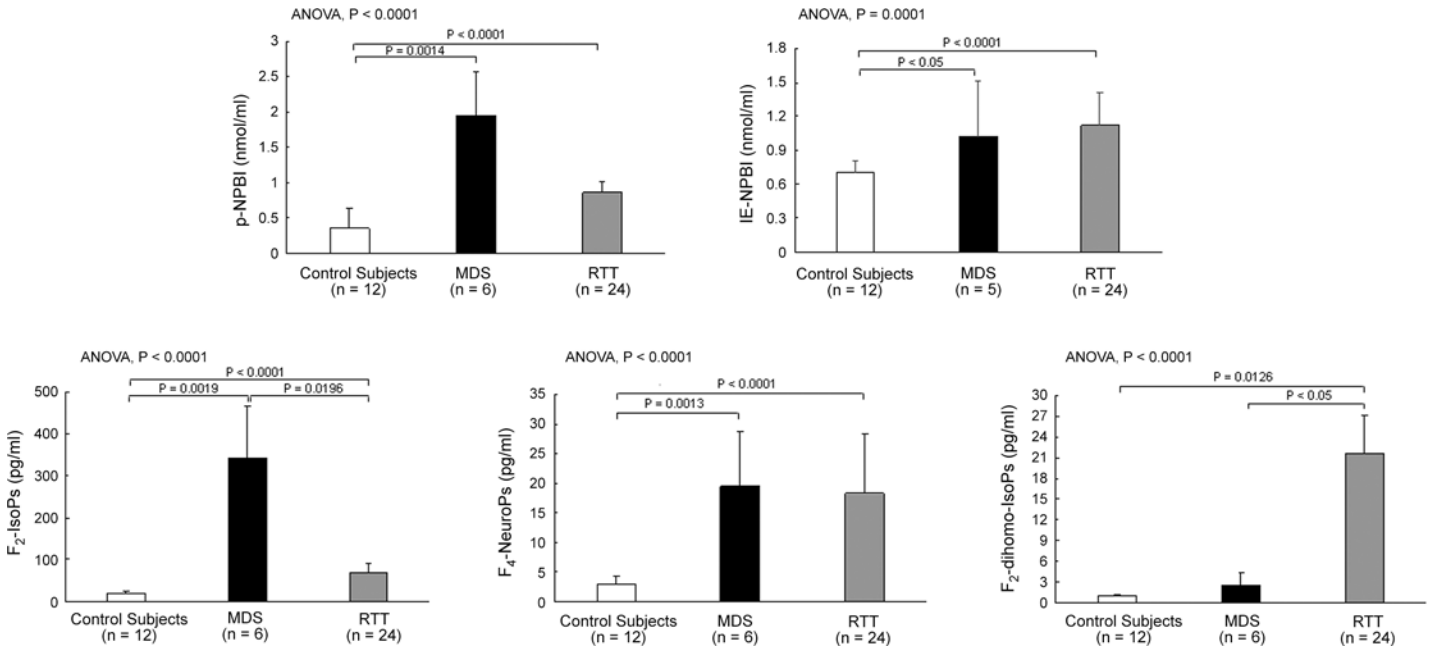 ANOVA, P < 0.0001
P < 0.0001
P = 0.0014
3
2.5
2
1.5
1
0.5
0
p-NPBI (nmol/ml)
Control Subjects
(n = 12)
MDS
(n = 6)
RTT
(n = 24)
ANOVA, P = 0.0001
P < 0.0001
P < 0.05
1.8
1.5
1.2
0.9
0.6
0.3
0
IE-NPBI (nmol/ml)
Control Subjects
(n = 12)
MDS
(n = 5)
RTT
(n = 24)
ANOVA, P < 0.0001
P < 0.0001
P = 0.0019
P = 0.0196
500
400
300
200
100
0
F2-IsoPs (pg/ml)
Control Subjects
(n = 12)
MDS
(n = 6)
RTT
(n = 24)
ANOVA, P < 0.0001
P < 0.0001
P = 0.0013
35
30
25
20
15
10
5
0
F4-NeuroPs (pg/ml)
Control Subjects
(n = 12)
MDS
(n = 6)
RTT
(n = 24)
ANOVA, P < 0.0001
P = 0.0126
P < 0.05
30
27
24
21
18
15
12
9
6
3
0
F2-dihomo-IsoPs (pg/ml)
Control Subjects
(n = 12)
MDS
(n = 6)
RTT
(n = 24)